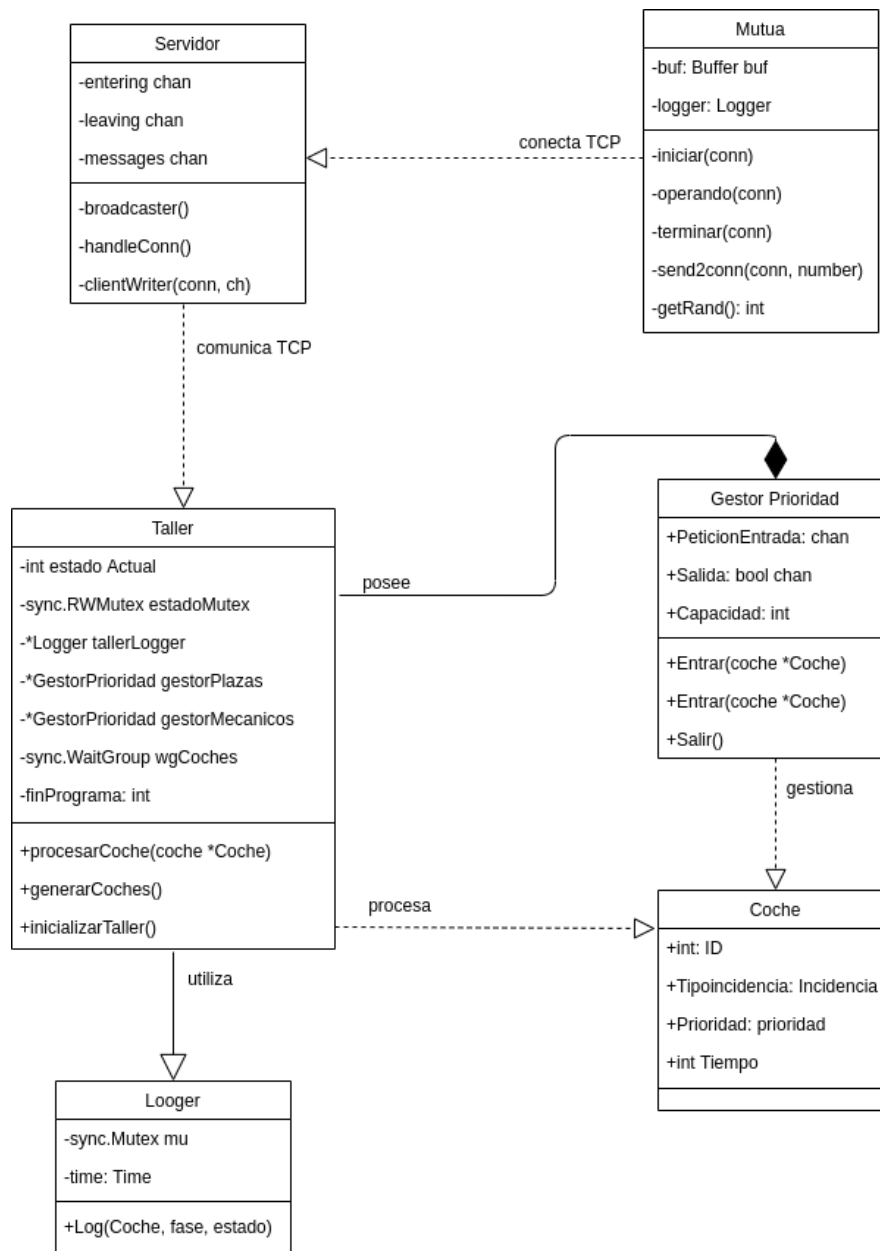 Servidor
-entering chan
-leaving chan
-messages chan
-broadcaster()
-handleConn()
-clientWriter(conn, ch)
conecta TCP
Mutua
-buf: Buffer buf
-logger: Logger
-iniciar(conn)
-operando(conn)
-terminar(conn)
-send2conn(conn, number)
-getRand(): int
comunica TCP
Taller
-int estado Actual
-sync.RWMutex estadoMutex
-*Logger tallerLogger
-*GestorPrioridad gestorPlazas
-*GestorPrioridad gestorMecanicos
-sync.WaitGroup wgCoches
-finPrograma: int
+procesarCoche(coche *Coche)
+generarCoches()
+inicializarTaller()
posee
Gestor Prioridad
+PeticionEntrada: chan
+Salida: bool chan
+Capacidad: int
+Entrar(coche *Coche)
+Entrar(coche *Coche)
+Salir()
gestiona
procesa
Coche
+int: ID
+Tipoincidencia: Incidencia
+Prioridad: prioridad
+int Tiempo
utiliza
Looger
-sync.Mutex mu
-time: Time
+Log(Coche, fase, estado)